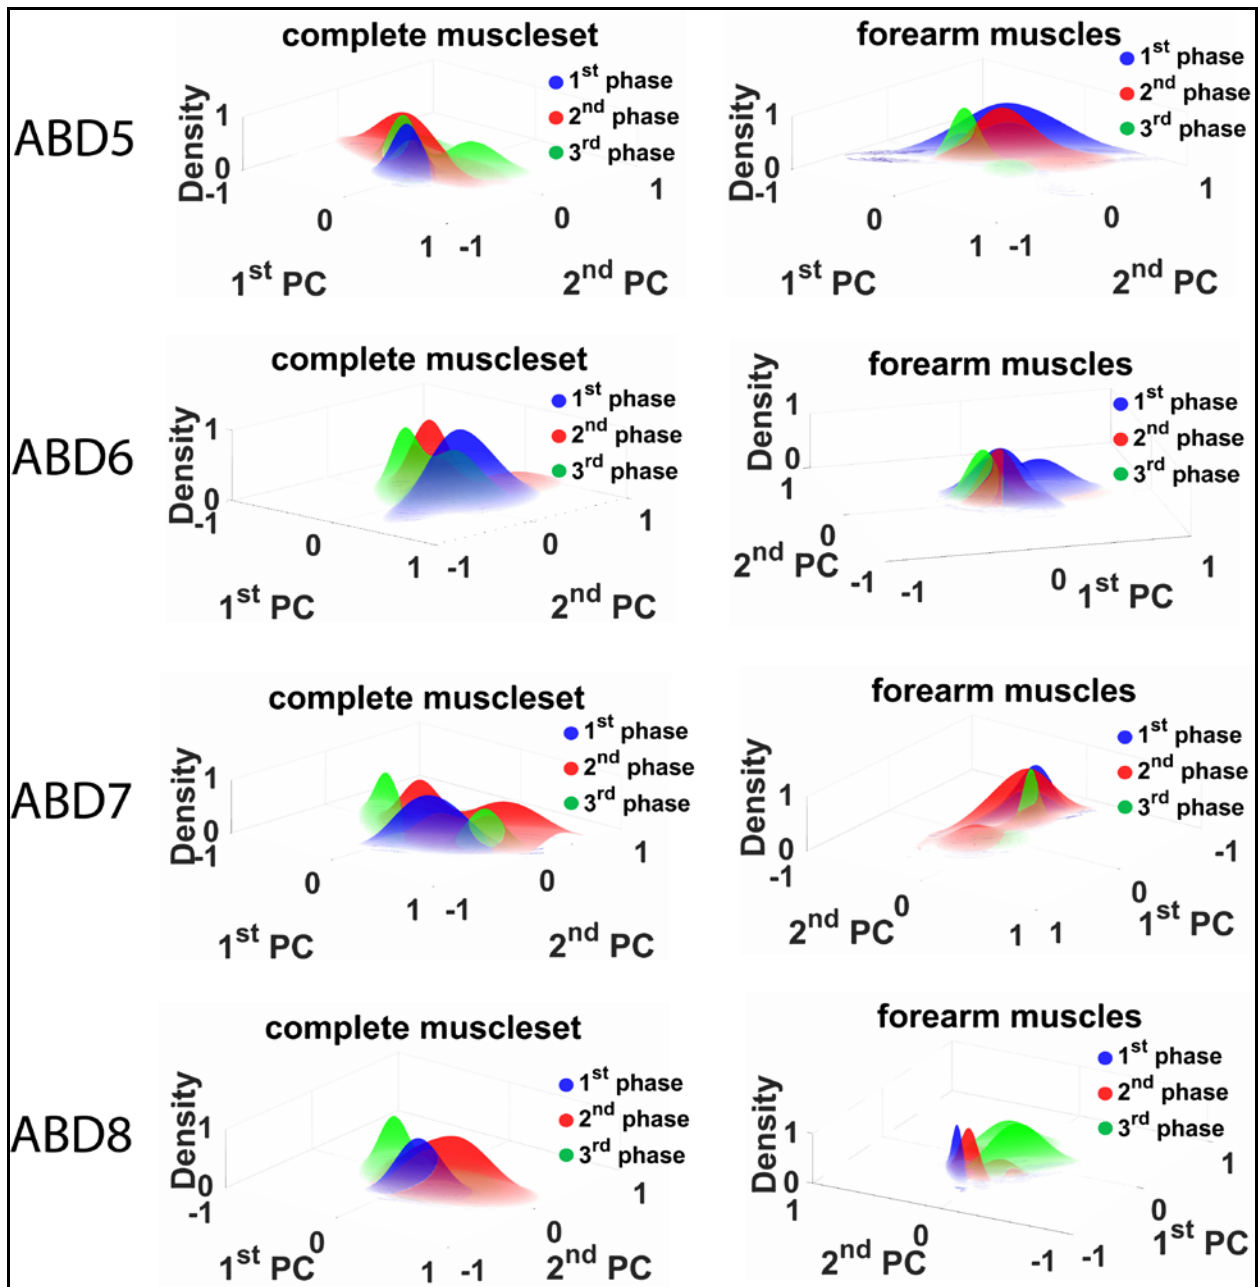 ABD5
complete muscleset
1st phase
2nd phase
3rd phase
Density
1
0
-1
0
1
-1
0
1
1st PC
2nd PC
forearm muscles
1st phase
2nd phase
3rd phase
Density
1
0
-1
0
1
-1
0
1
1st PC
2nd PC
ABD6
complete muscleset
1st phase
2nd phase
3rd phase
Density
1
0
-1
0
1
-1
0
1
1st PC
2nd PC
forearm muscles
1st phase
2nd phase
3rd phase
Density
1
0
1
0
-1
-1
0
1
2nd PC
1st PC
ABD7
complete muscleset
1st phase
2nd phase
3rd phase
Density
1
0
-1
0
1
-1
0
1
1st PC
2nd PC
forearm muscles
1st phase
2nd phase
3rd phase
Density
1
0
-1
0
1
1
0
-1
2nd PC
1st PC
ABD8
complete muscleset
1st phase
2nd phase
3rd phase
Density
1
0
-1
0
1
-1
0
1
1st PC
2nd PC
forearm muscles
1st phase
2nd phase
3rd phase
Density
1
0
1
0
-1
-1
0
1
2nd PC
1st PC